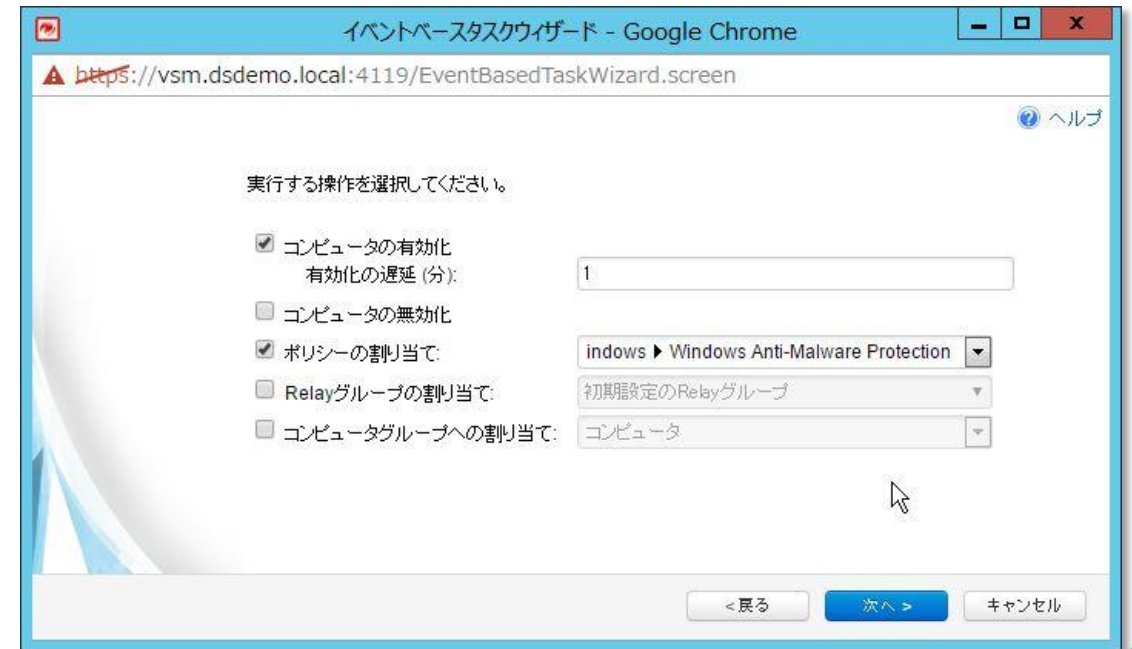 イベントベースタスクウィザード - Google Chrome
https://vsm.dsdemo.local:4119/EventBasedTaskWizard.screen
ヘルプ
実行する操作を選択してください。
コンピュータの有効化
有効化の遅延 (分): 1
コンピュータの無効化
ポリシーの割り当て: indows ▶ Windows Anti-Malware Protection
Relayグループの割り当て: 初期設定のRelayグループ
コンピュータグループへの割り当て: コンピュータ
<戻る 次へ > キャンセル